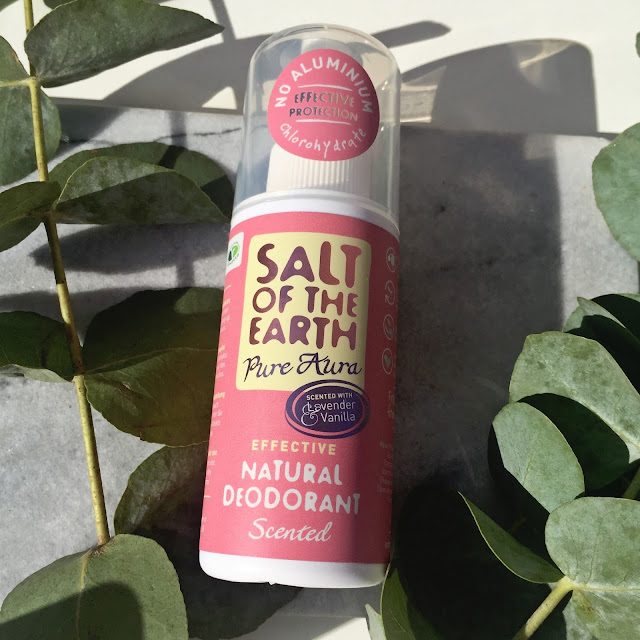 NO ALUMINIUM
EFFECTIVE
PROTECTION
Chlorohydrate
SALT
OF THE
EARTH
Pure Aura
SCENTED WITH
Lavender
& Vanilla
EFFECTIVE
NATURAL
DEODORANT
Scented